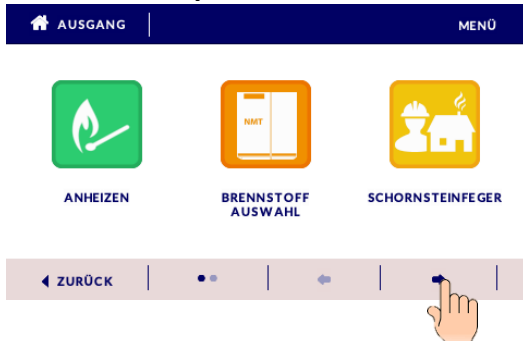 AUSGANG
MENÜ
NMT
ANHEIZEN
BRENNSTOFF
AUSWAHL
SCHORNSTEINFEGER
ZURÜCK